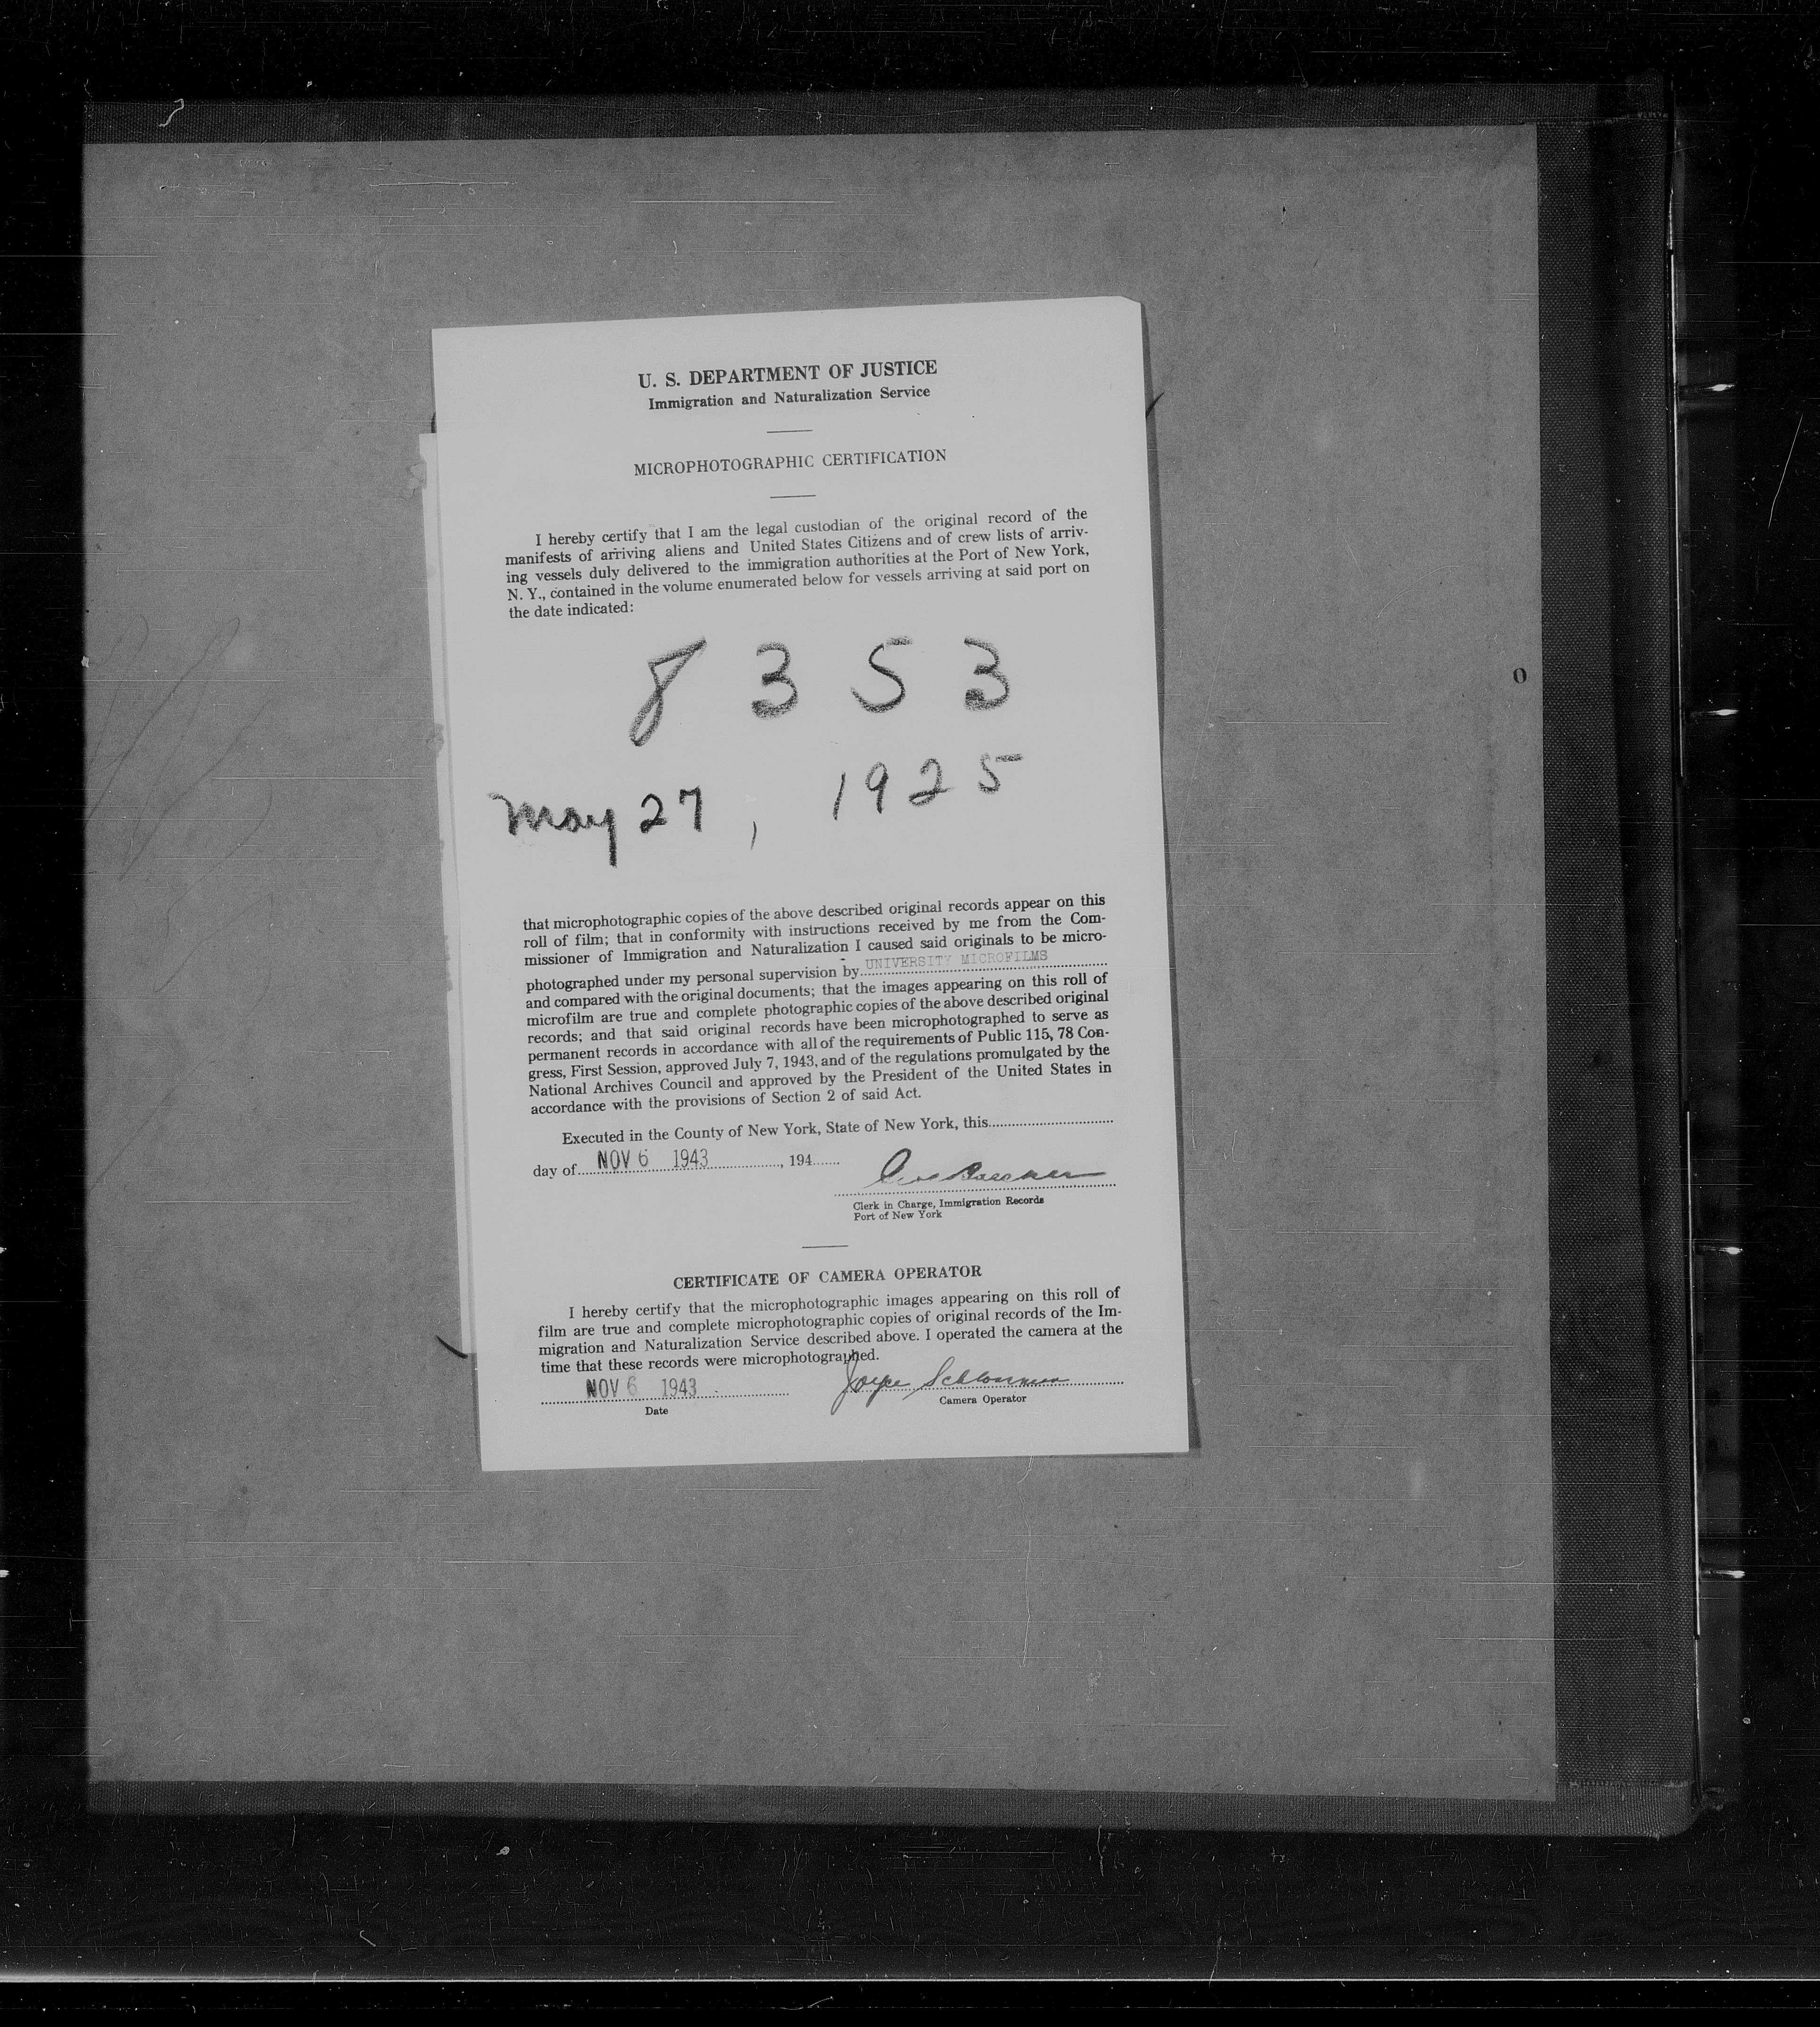 U. S. DEPARTMENT OF JUSTICE
Immigration and Naturalization Service
MICROPHOTOGRAPHIC CERTIFICATION
I hereby certify that I am the legal custodian of the original record of the
manifests of arriving aliens and United States Citizens and of crew lists of arriv-
ing vessels duly delivered to the immigration authorities at the Port of New York,
N. Y., contained in the volume enumerated below for vessels arriving at said port on
the date indicated:
8 3 5 3
May 27, 1925
that microphotographic copies of the above described original records appear on this
roll of film; that in conformity with instructions received by me from the Com-
missioner of Immigration and Naturalization I caused said originals to be micro-
photographed under my personal supervision by UNIVERSITY MICROFILMS
and compared with the original documents; that the images appearing on this roll of
microfilm are true and complete photographic copies of the above described original
records; and that said original records have been microphotographed to serve as
permanent records in accordance with all of the requirements of Public 115, 78 Con-
gress, First Session, approved July 7, 1943, and of the regulations promulgated by the
National Archives Council and approved by the President of the United States in
accordance with the provisions of Section 2 of said Act.
Executed in the County of New York, State of New York, this
day of NOV 6 1943, 194
Clerk in Charge, Immigration Records
Port of New York
CERTIFICATE OF CAMERA OPERATOR
I hereby certify that the microphotographic images appearing on this roll of
film are true and complete microphotographic copies of original records of the Im-
migration and Naturalization Service described above. I operated the camera at the
time that these records were microphotographed.
NOV 6 1943 Joyce
Date Camera Operator
0